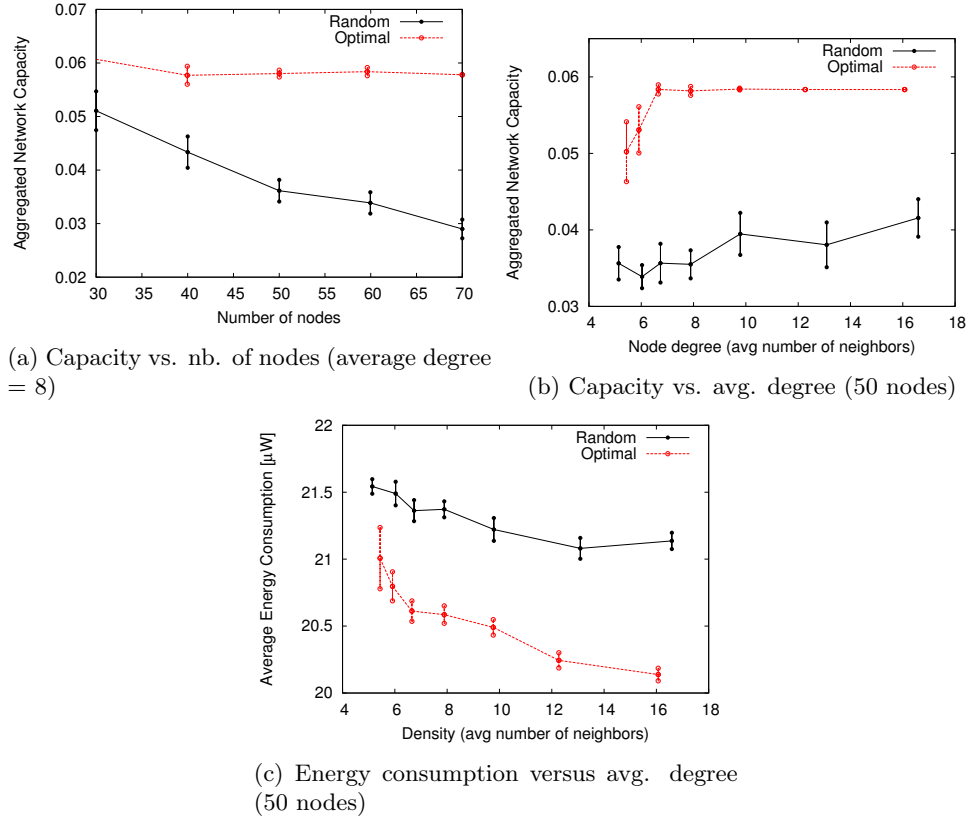 0.07
0.06
0.05
0.04
0.03
0.02
Aggregated Network Capacity
Random
Optimal
30 35 40 45 50 55 60 65 70
Number of nodes
(a) Capacity vs. nb. of nodes (average degree
= 8)
0.06
0.05
0.04
0.03
Aggregated Network Capacity
Random
Optimal
4 6 8 10 12 14 16 18
Node degree (avg number of neighbors)
(b) Capacity vs. avg. degree (50 nodes)
22
21.5
21
20.5
20
Average Energy Consumption [µW]
Random
Optimal
4 6 8 10 12 14 16 18
Density (avg number of neighbors)
(c) Energy consumption versus avg. degree
(50 nodes)